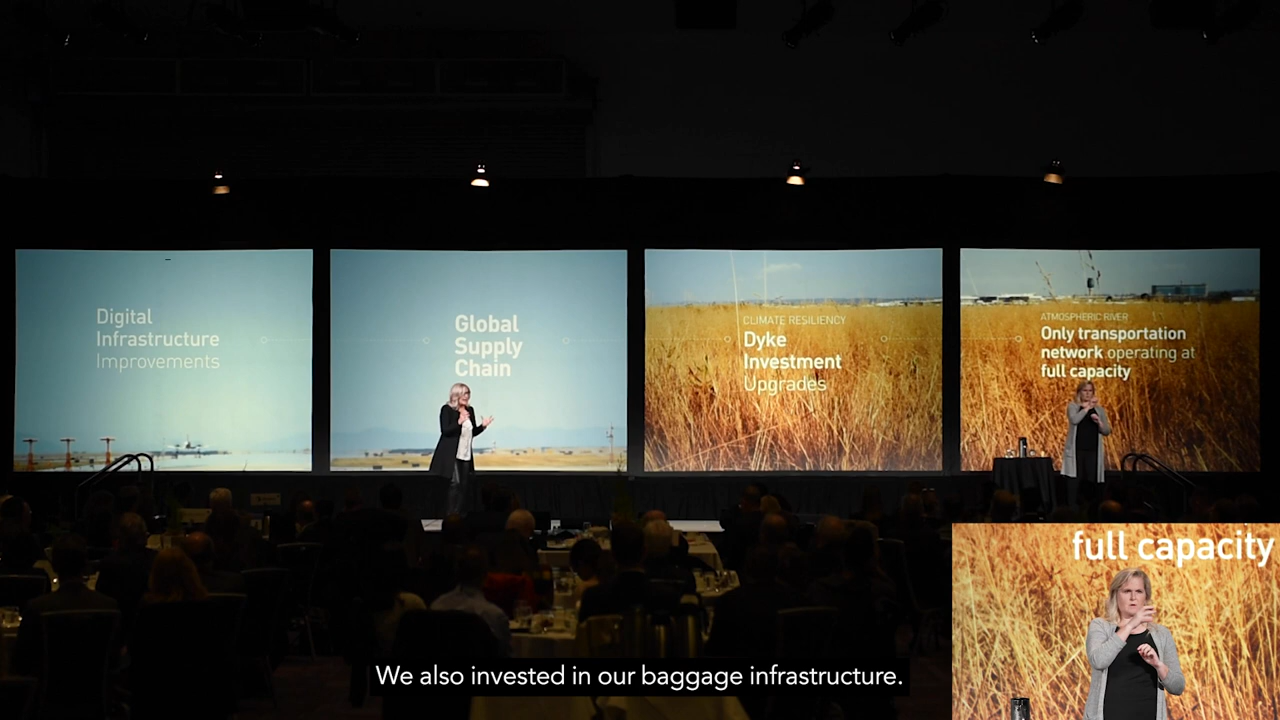 Digital
Infrastructure
Improvements
Global
Supply
Chain
CLIMATE RESILIENCY
Dyke
Investment
Upgrades
ATMOSPHERIC RIVER
Only transportation
network operating at
full capacity
full capacity
We also invested in our baggage infrastructure.